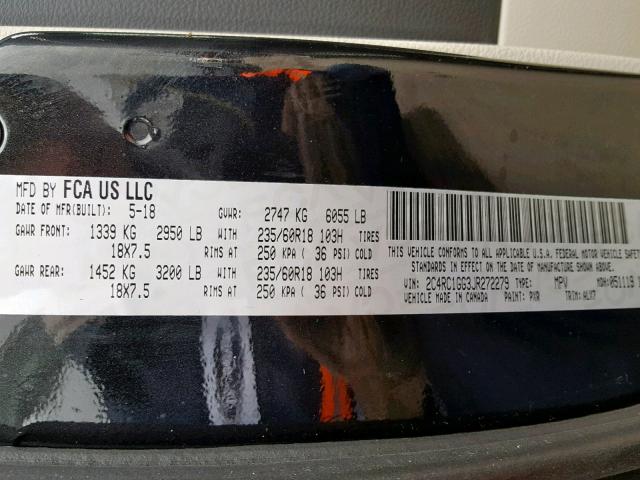 MFD BY FCA US LLC
DATE OF MFR(BUILT): 5-18 GVWR: 2747 KG 6055 LB
GAWR FRONT: 1339 KG 2950 LB WITH 235/60R18 103H TIRES
18X7.5 RIMS AT 250 KPA ( 36 PSI) COLD
GAWR REAR: 1452 KG 3200 LB WITH 235/60R18 103H TIRES
18X7.5 RIMS AT 250 KPA ( 36 PSI) COLD
THIS VEHICLE CONFORMS TO ALL APPLICABLE U.S.A. FEDERAL MOTOR VEHICLE SAFETY
STANDARDS IN EFFECT ON THE DATE OF MANUFACTURE SHOWN ABOVE.
VIN: 2C4RC1GG3JR272279 TYPE: MPV MDH:051118
VEHICLE MADE IN CANADA PAINT: PXR TRIM: ALX7